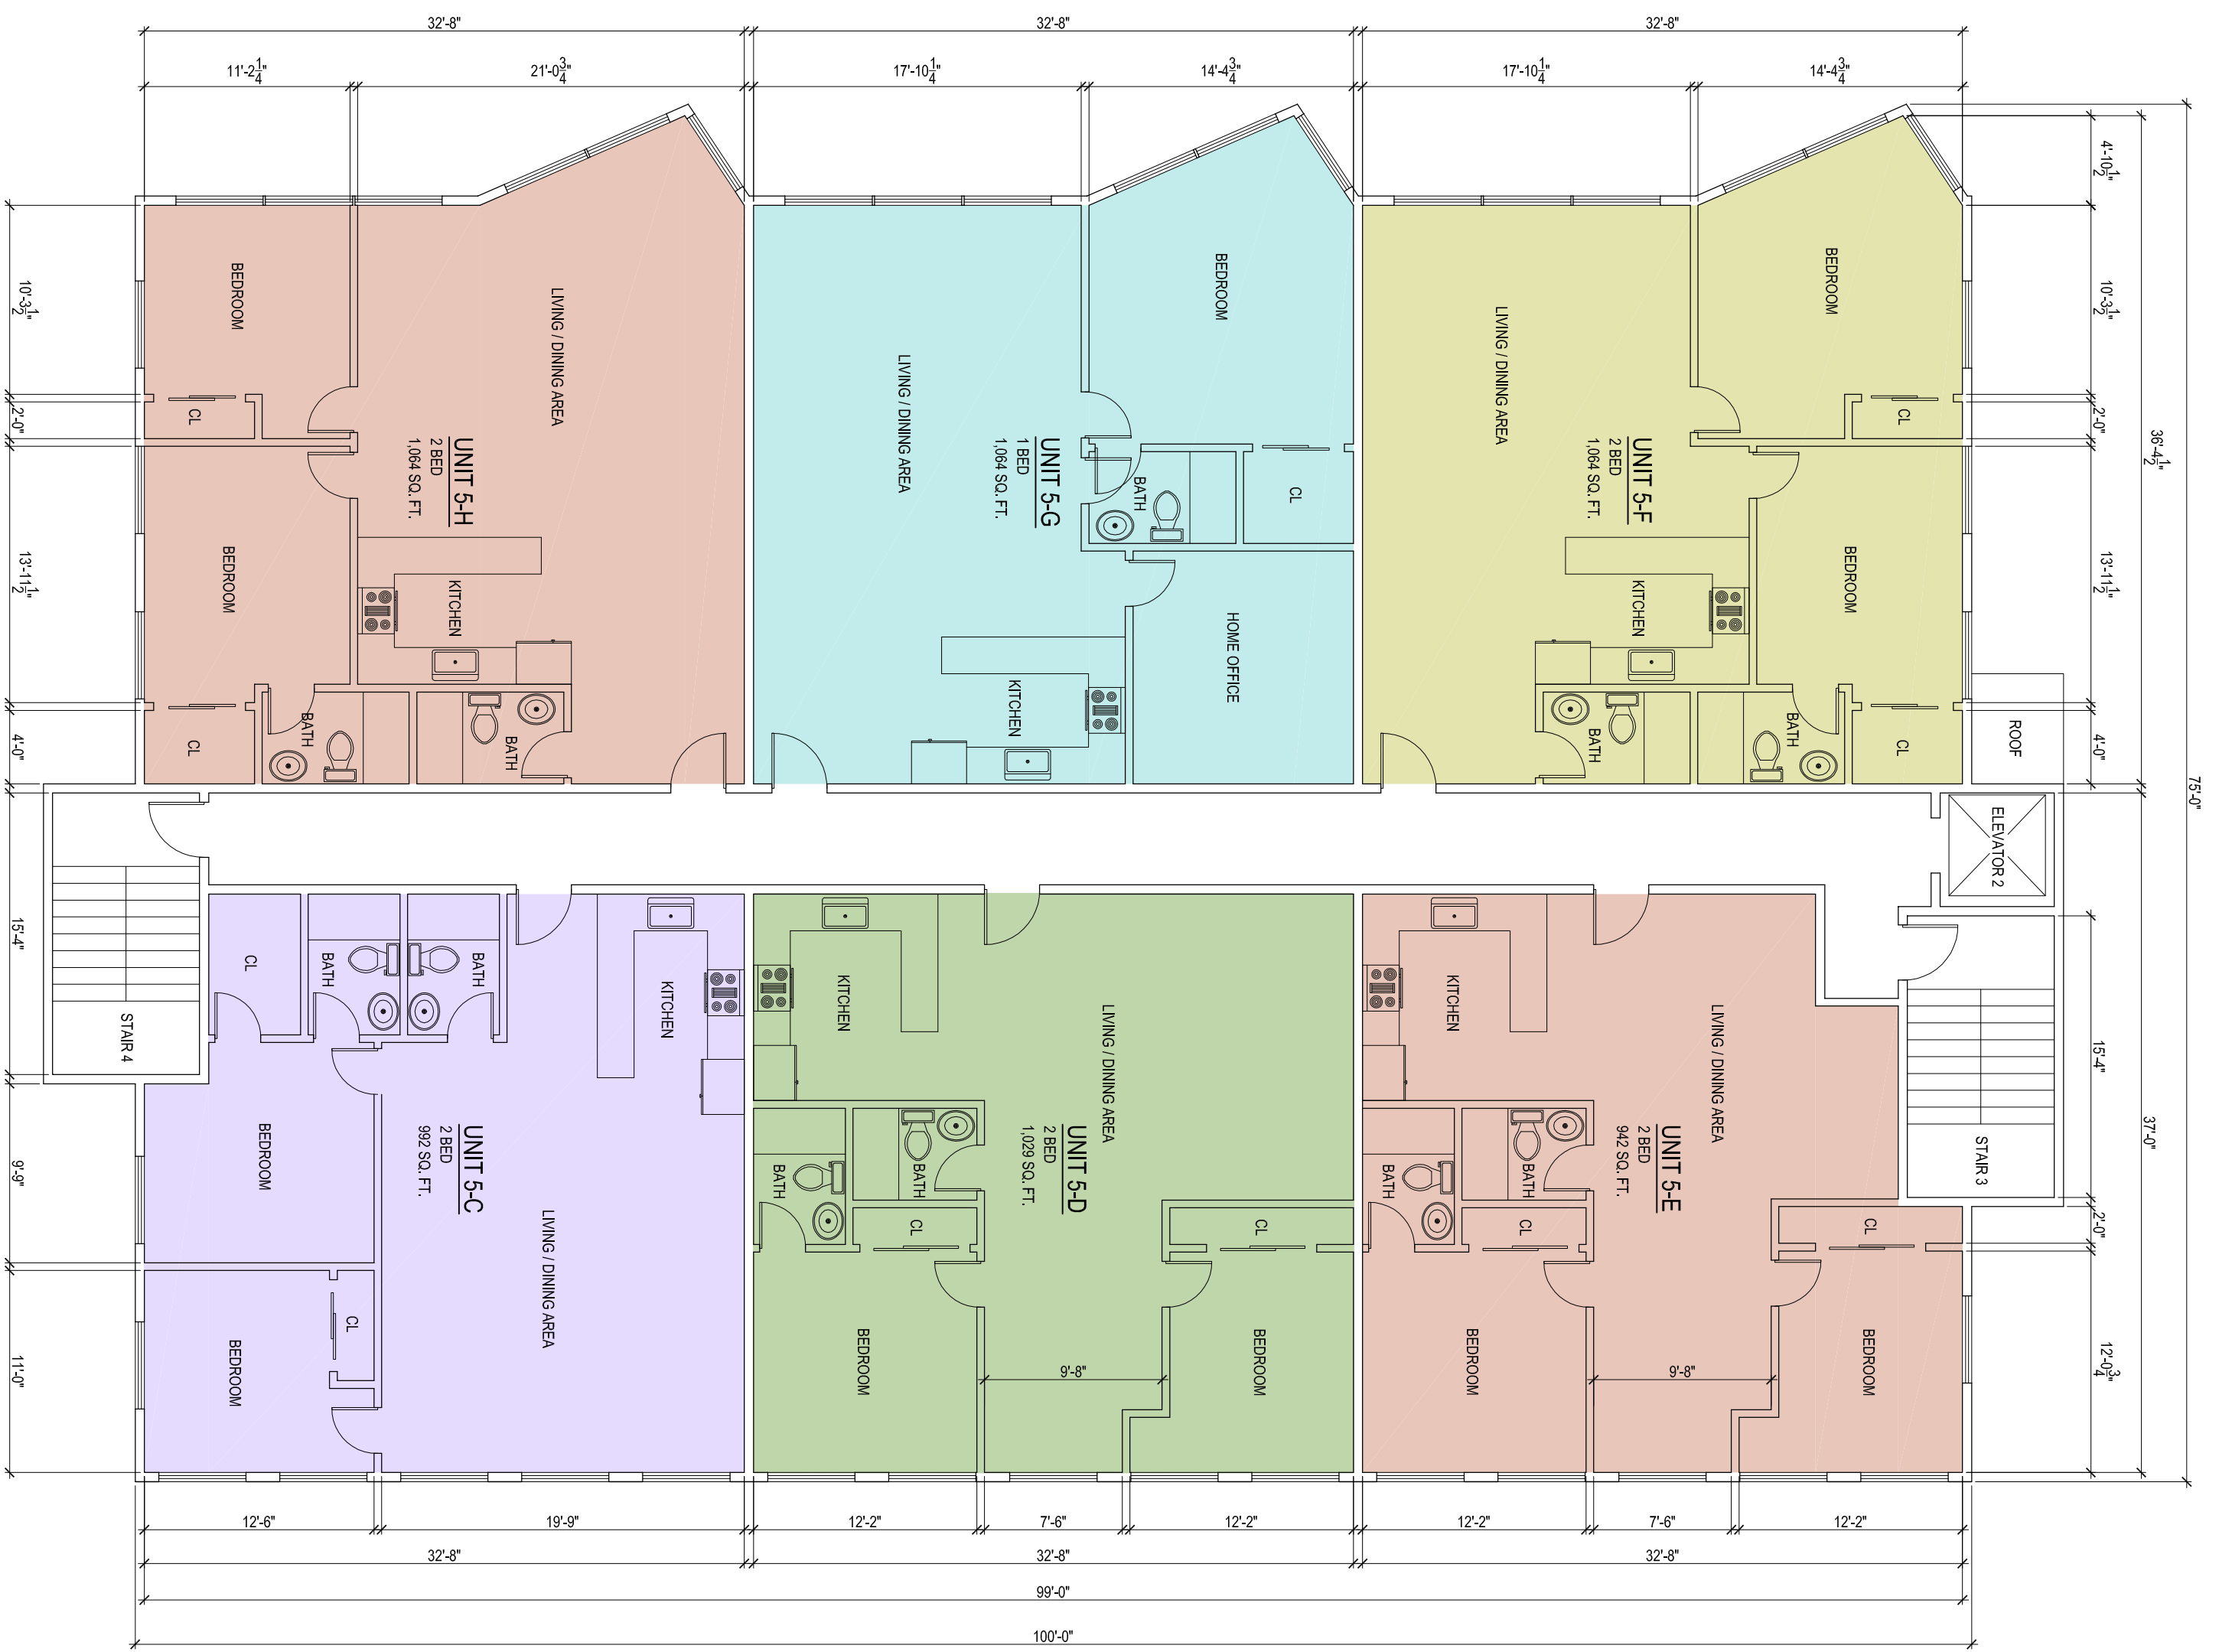 32'-8"
32'-8"
32'-8"
11'-2 1/4"
21'-0 3/4"
17'-10 1/4"
14'-4 3/4"
17'-10 1/4"
14'-4 3/4"
4'-10 1/2"
10'-3 1/2"
2'-0"
13'-11 1/2"
4'-0"
36'-4 1/2"
75'-0"
10'-3 1/2"
2'-0"
13'-11 1/2"
4'-0"
15'-4"
9'-9"
11'-0"
BEDROOM
CL
BEDROOM
CL
BATH
BATH
LIVING / DINING AREA
UNIT 5-H
2 BED
1,064 SQ. FT.
KITCHEN
LIVING / DINING AREA
UNIT 5-G
1 BED
1,064 SQ. FT.
BEDROOM
BATH
CL
HOME OFFICE
KITCHEN
LIVING / DINING AREA
UNIT 5-F
2 BED
1,064 SQ. FT.
BEDROOM
CL
BEDROOM
KITCHEN
BATH
BATH
CL
ROOF
ELEVATOR 2
STAIR 3
STAIR 4
CL
BATH
BATH
KITCHEN
BEDROOM
UNIT 5-C
2 BED
992 SQ. FT.
LIVING / DINING AREA
CL
BEDROOM
KITCHEN
LIVING / DINING AREA
UNIT 5-D
2 BED
1,029 SQ. FT.
BATH
BATH
CL
CL
BEDROOM
BEDROOM
9'-8"
KITCHEN
LIVING / DINING AREA
UNIT 5-E
2 BED
942 SQ. FT.
BATH
BATH
CL
CL
BEDROOM
BEDROOM
9'-8"
15'-4"
2'-0"
12'-0 3/4"
37'-0"
12'-6"
19'-9"
12'-2"
7'-6"
12'-2"
12'-2"
7'-6"
12'-2"
32'-8"
32'-8"
32'-8"
99'-0"
100'-0"